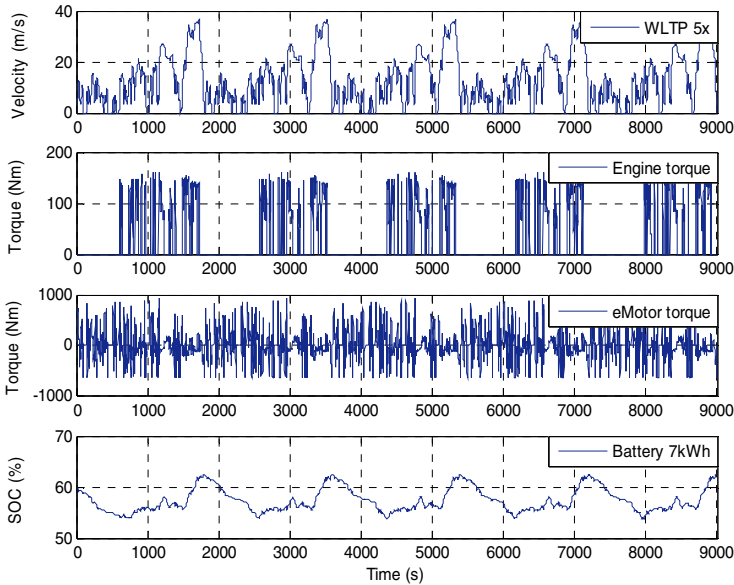 40
20
0
Velocity (m/s)
WLTP 5x
0 1000 2000 3000 4000 5000 6000 7000 8000 9000
200
100
0
Torque (Nm)
Engine torque
0 1000 2000 3000 4000 5000 6000 7000 8000 9000
1000
0
-1000
Torque (Nm)
eMotor torque
0 1000 2000 3000 4000 5000 6000 7000 8000 9000
70
60
50
SOC (%)
Battery 7kWh
0 1000 2000 3000 4000 5000 6000 7000 8000 9000
Time (s)